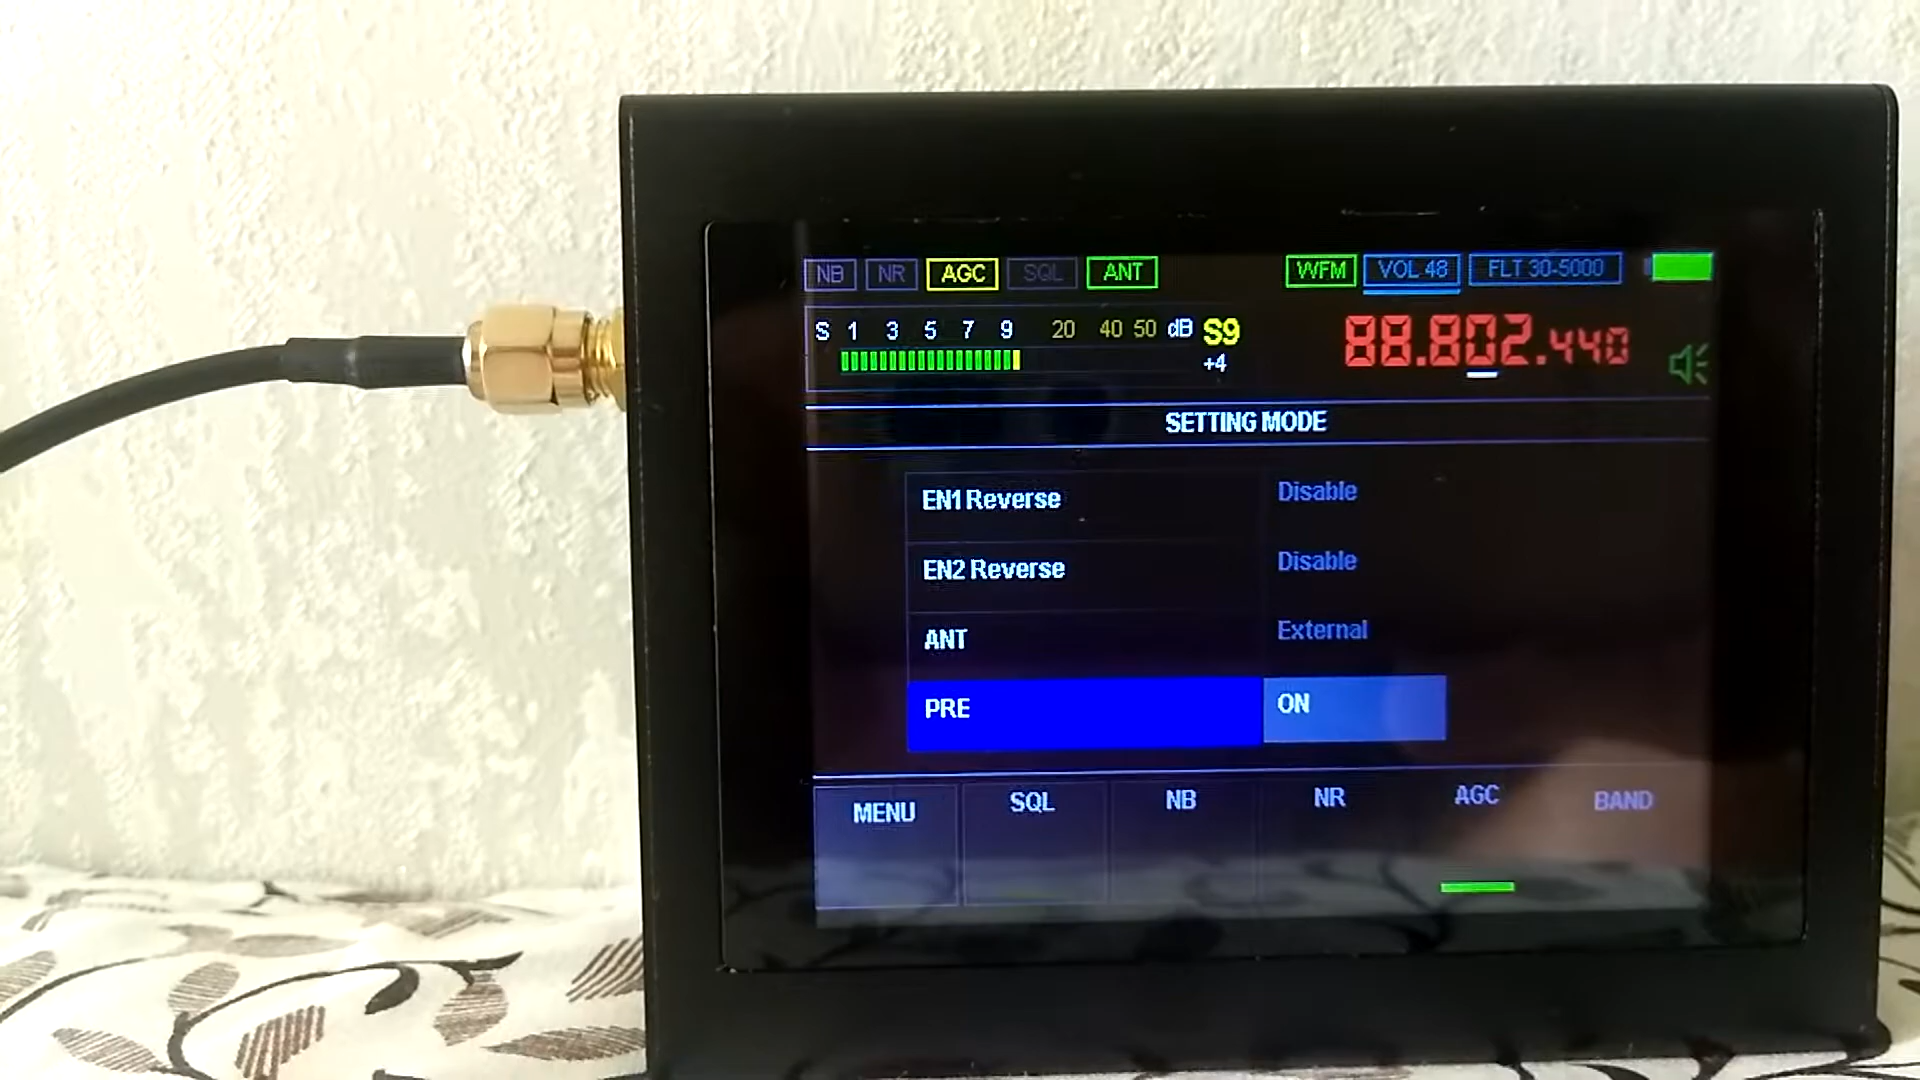 NB NR AGC SQL ANT WFM VOL 48 FLT 30-5000
S 1 3 5 7 9 20 40 50 dB S9
+4
88.802.440
SETTING MODE
EN1 Reverse Disable
EN2 Reverse Disable
ANT External
PRE ON
MENU SQL NB NR AGC BAND